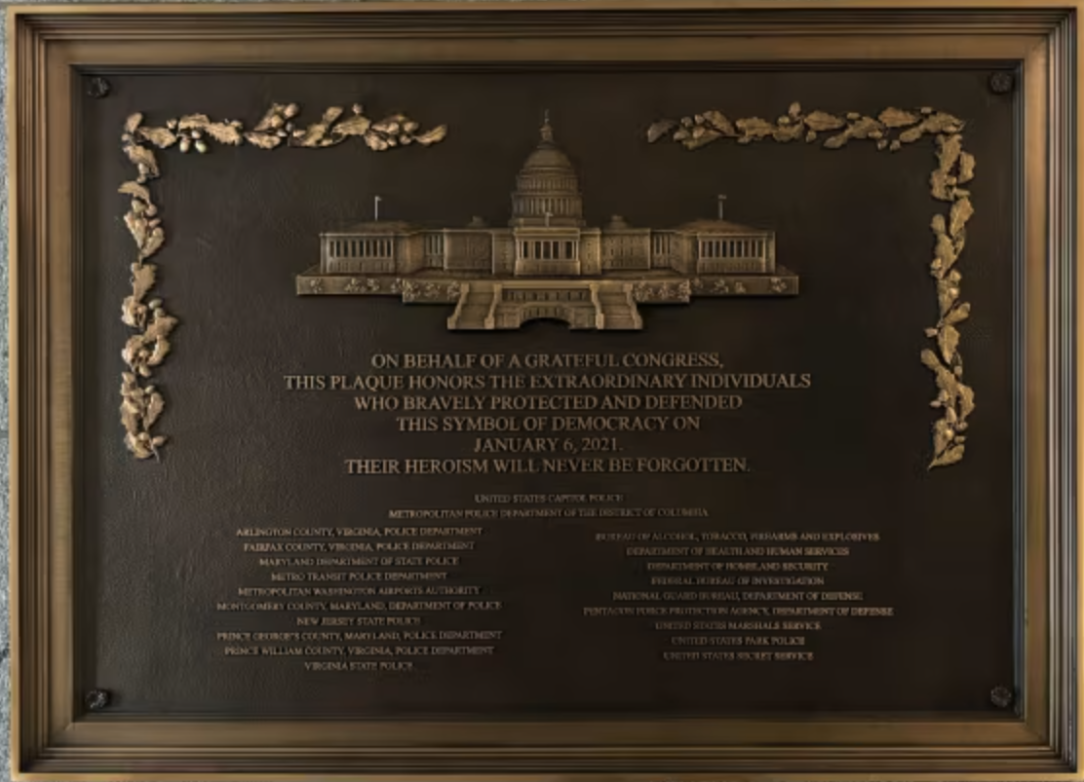 ON BEHALF OF A GRATEFUL CONGRESS,
THIS PLAQUE HONORS THE EXTRAORDINARY INDIVIDUALS
WHO BRAVELY PROTECTED AND DEFENDED
THIS SYMBOL OF DEMOCRACY ON
JANUARY 6, 2021.
THEIR HEROISM WILL NEVER BE FORGOTTEN.
UNITED STATES CAPITOL POLICE
METROPOLITAN POLICE DEPARTMENT OF THE DISTRICT OF COLUMBIA
ARLINGTON COUNTY, VIRGINIA, POLICE DEPARTMENT
FAIRFAX COUNTY, VIRGINIA, POLICE DEPARTMENT
MARYLAND DEPARTMENT OF STATE POLICE
METRO TRANSIT POLICE DEPARTMENT
METROPOLITAN WASHINGTON AIRPORTS AUTHORITY
MONTGOMERY COUNTY, MARYLAND, DEPARTMENT OF POLICE
NEW JERSEY STATE POLICE
PRINCE GEORGE'S COUNTY, MARYLAND, POLICE DEPARTMENT
PRINCE WILLIAM COUNTY, VIRGINIA, POLICE DEPARTMENT
VIRGINIA STATE POLICE
BUREAU OF ALCOHOL, TOBACCO, FIREARMS AND EXPLOSIVES
DEPARTMENT OF HEALTH AND HUMAN SERVICES
DEPARTMENT OF HOMELAND SECURITY
FEDERAL BUREAU OF INVESTIGATION
NATIONAL GUARD BUREAU, DEPARTMENT OF DEFENSE
PENTAGON FORCE PROTECTION AGENCY, DEPARTMENT OF DEFENSE
UNITED STATES MARSHALS SERVICE
UNITED STATES PARK POLICE
UNITED STATES SECRET SERVICE